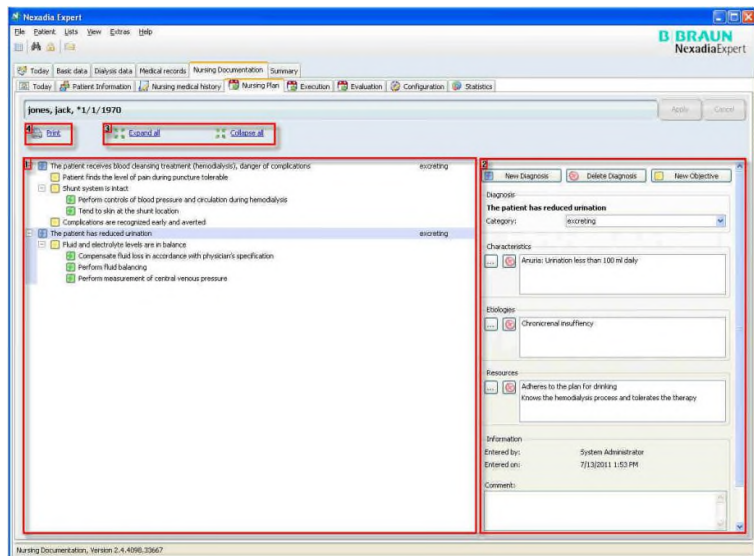 Nexadia Expert
File Patient Lists View Extras Help
B BRAUN
NexadiaExpert
Today Basic data Dialysis data Medical records Nursing Documentation Summary
Today Patient Information Nursing medical history Nursing Plan Execution Evaluation Configuration Statistics
jones, jack, *1/1/1970
Apply Cancel
4 Print 3 Expand all Collapse all
1 The patient receives blood cleansing treatment (hemodialysis), danger of complications excreting
Patient finds the level of pain during puncture tolerable
Shunt system is intact
Perform controls of blood pressure and circulation during hemodialysis
Tend to skin at the shunt location
Complications are recognized early and averted
The patient has reduced urination excreting
Fluid and electrolyte levels are in balance
Compensate fluid loss in accordance with physician's specification
Perform fluid balancing
Perform measurement of central venous pressure
2
New Diagnosis Delete Diagnosis New Objective
Diagnosis
The patient has reduced urination
Category: excreting
Characteristics
... Anuria: Urination less than 100 ml daily
Etiologies
... Chronicrenal insuffiency
Resources
... Adheres to the plan for drinking
Knows the hemodialysis process and tolerates the therapy
Information
Entered by: System Administrator
Entered on: 7/13/2011 1:53 PM
Comment:
Nursing Documentation, Version 2.4.4098.33667